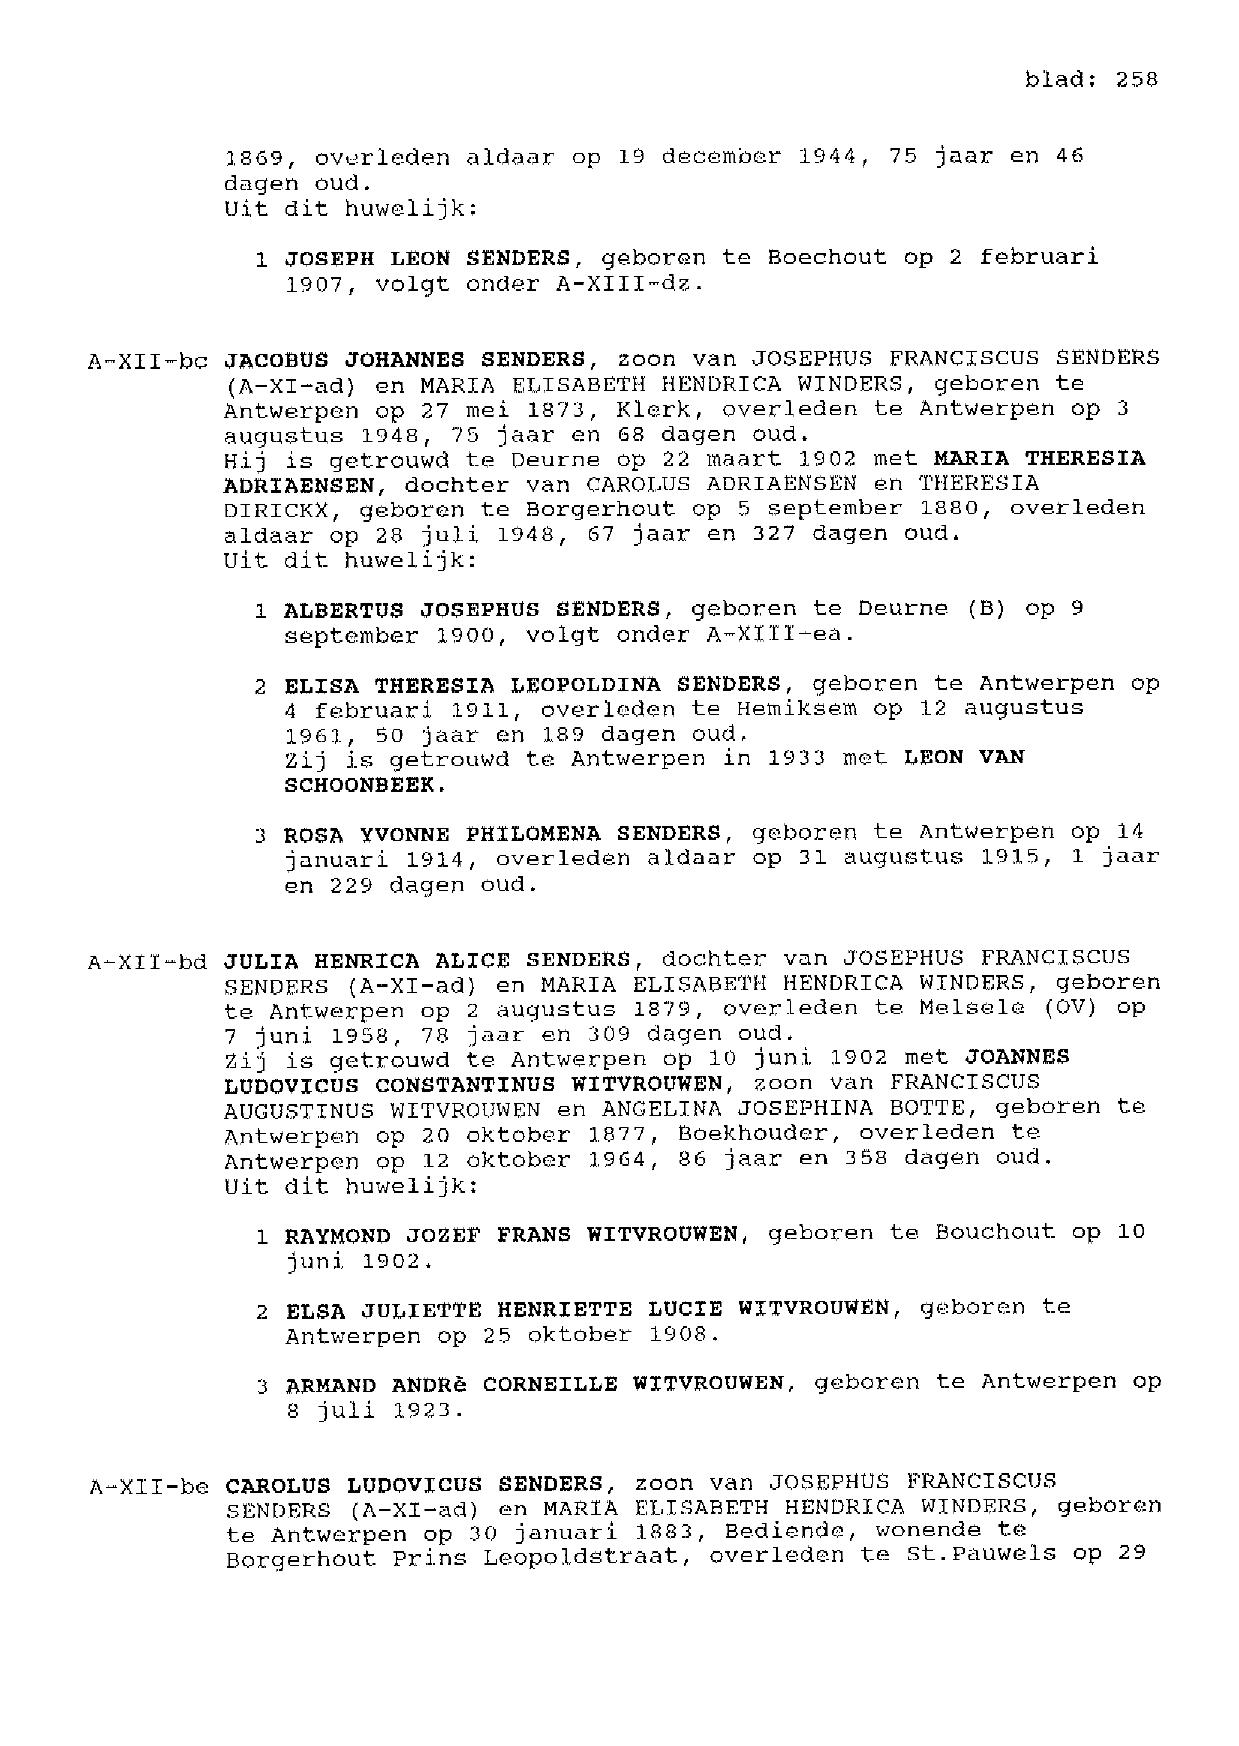 blad: 258
1869, overleden aldaar op 19 december 1944, 75 jaar en 46
dagen oud.
Uit dit huwelijk:
1 JOSEPH LEON SENDERS, geboren te Boechout op 2 februari
1907, volgt onder A-XIII-dz.
A-XII-bc JACOBUS JOHANNES SENDERS, zoon van JOSEPHUS FRANCISCUS SENDERS
(A-XI-ad) en MARIA ELISABETH HENDRICA WINDERS, geboren te
Antwerpen op 27 mei 1873, Klerk, overleden te Antwerpen op 3
augustus 1948, 75 jaar en 68 dagen oud.
Hij is getrouwd te Deurne op 22 maart 1902 met MARIA THERESIA
ADRIAENSEN, dochter van CAROLUS ADRIAENSEN en THERESIA
DIRICKX, geboren te Borgerhout op 5 september 1880, overleden
aldaar op 28 juli 1948, 67 jaar en 327 dagen oud.
Uit dit huwelijk:
1 ALBERTUS JOSEPHUS SENDERS, geboren te Deurne (B) op 9
september 1900, volgt onder A-XIII-ea.
2 ELISA THERESIA LEOPOLDINA SENDERS, geboren te Antwerpen op
4 februari 1911, overleden te Hemiksem op 12 augustus
1961, 50 jaar en 189 dagen oud.
Zij is getrouwd te Antwerpen in 1933 met LEON VAN
SCHOONBEEK.
3 ROSA YVONNE PHILOMENA SENDERS, geboren te Antwerpen op 14
januari 1914, overleden aldaar op 31 augustus 1915, 1 jaar
en 229 dagen oud.
A-XII-bd JULIA HENRICA ALICE SENDERS, dochter van JOSEPHUS FRANCISCUS
SENDERS (A-XI-ad) en MARIA ELISABETH HENDRICA WINDERS, geboren
te Antwerpen op 2 augustus 1879, overleden te Melsele (OV) op
7 juni 1958, 78 jaar en 309 dagen oud.
Zij is getrouwd te Antwerpen op 10 juni 1902 met JOANNES
LUDOVICUS CONSTANTINUS WITVROUWEN, zoon van FRANCISCUS
AUGUSTINUS WITVROUWEN en ANGELINA JOSEPHINA BOTTE, geboren te
Antwerpen op 20 oktober 1877, Boekhouder, overleden te
Antwerpen op 12 oktober 1964, 86 jaar en 358 dagen oud.
Uit dit huwelijk:
1 RAYMOND JOZEF FRANS WITVROUWEN, geboren te Bouchout op 10
juni 1902.
2 ELSA JULIETTE HENRIETTE LUCIE WITVROUWEN, geboren te
Antwerpen op 25 oktober 1908.
3 ARMAND ANDRè CORNEILLE WITVROUWEN, geboren te Antwerpen op
8 juli 1923.
A-XII-be CAROLUS LUDOVICUS SENDERS, zoon van JOSEPHUS FRANCISCUS
SENDERS (A-XI-ad) en MARIA ELISABETH HENDRICA WINDERS, geboren
te Antwerpen op 30 januari 1883, Bediende, wonende te
Borgerhout Prins Leopoldstraat, overleden te St.Pauwels op 29